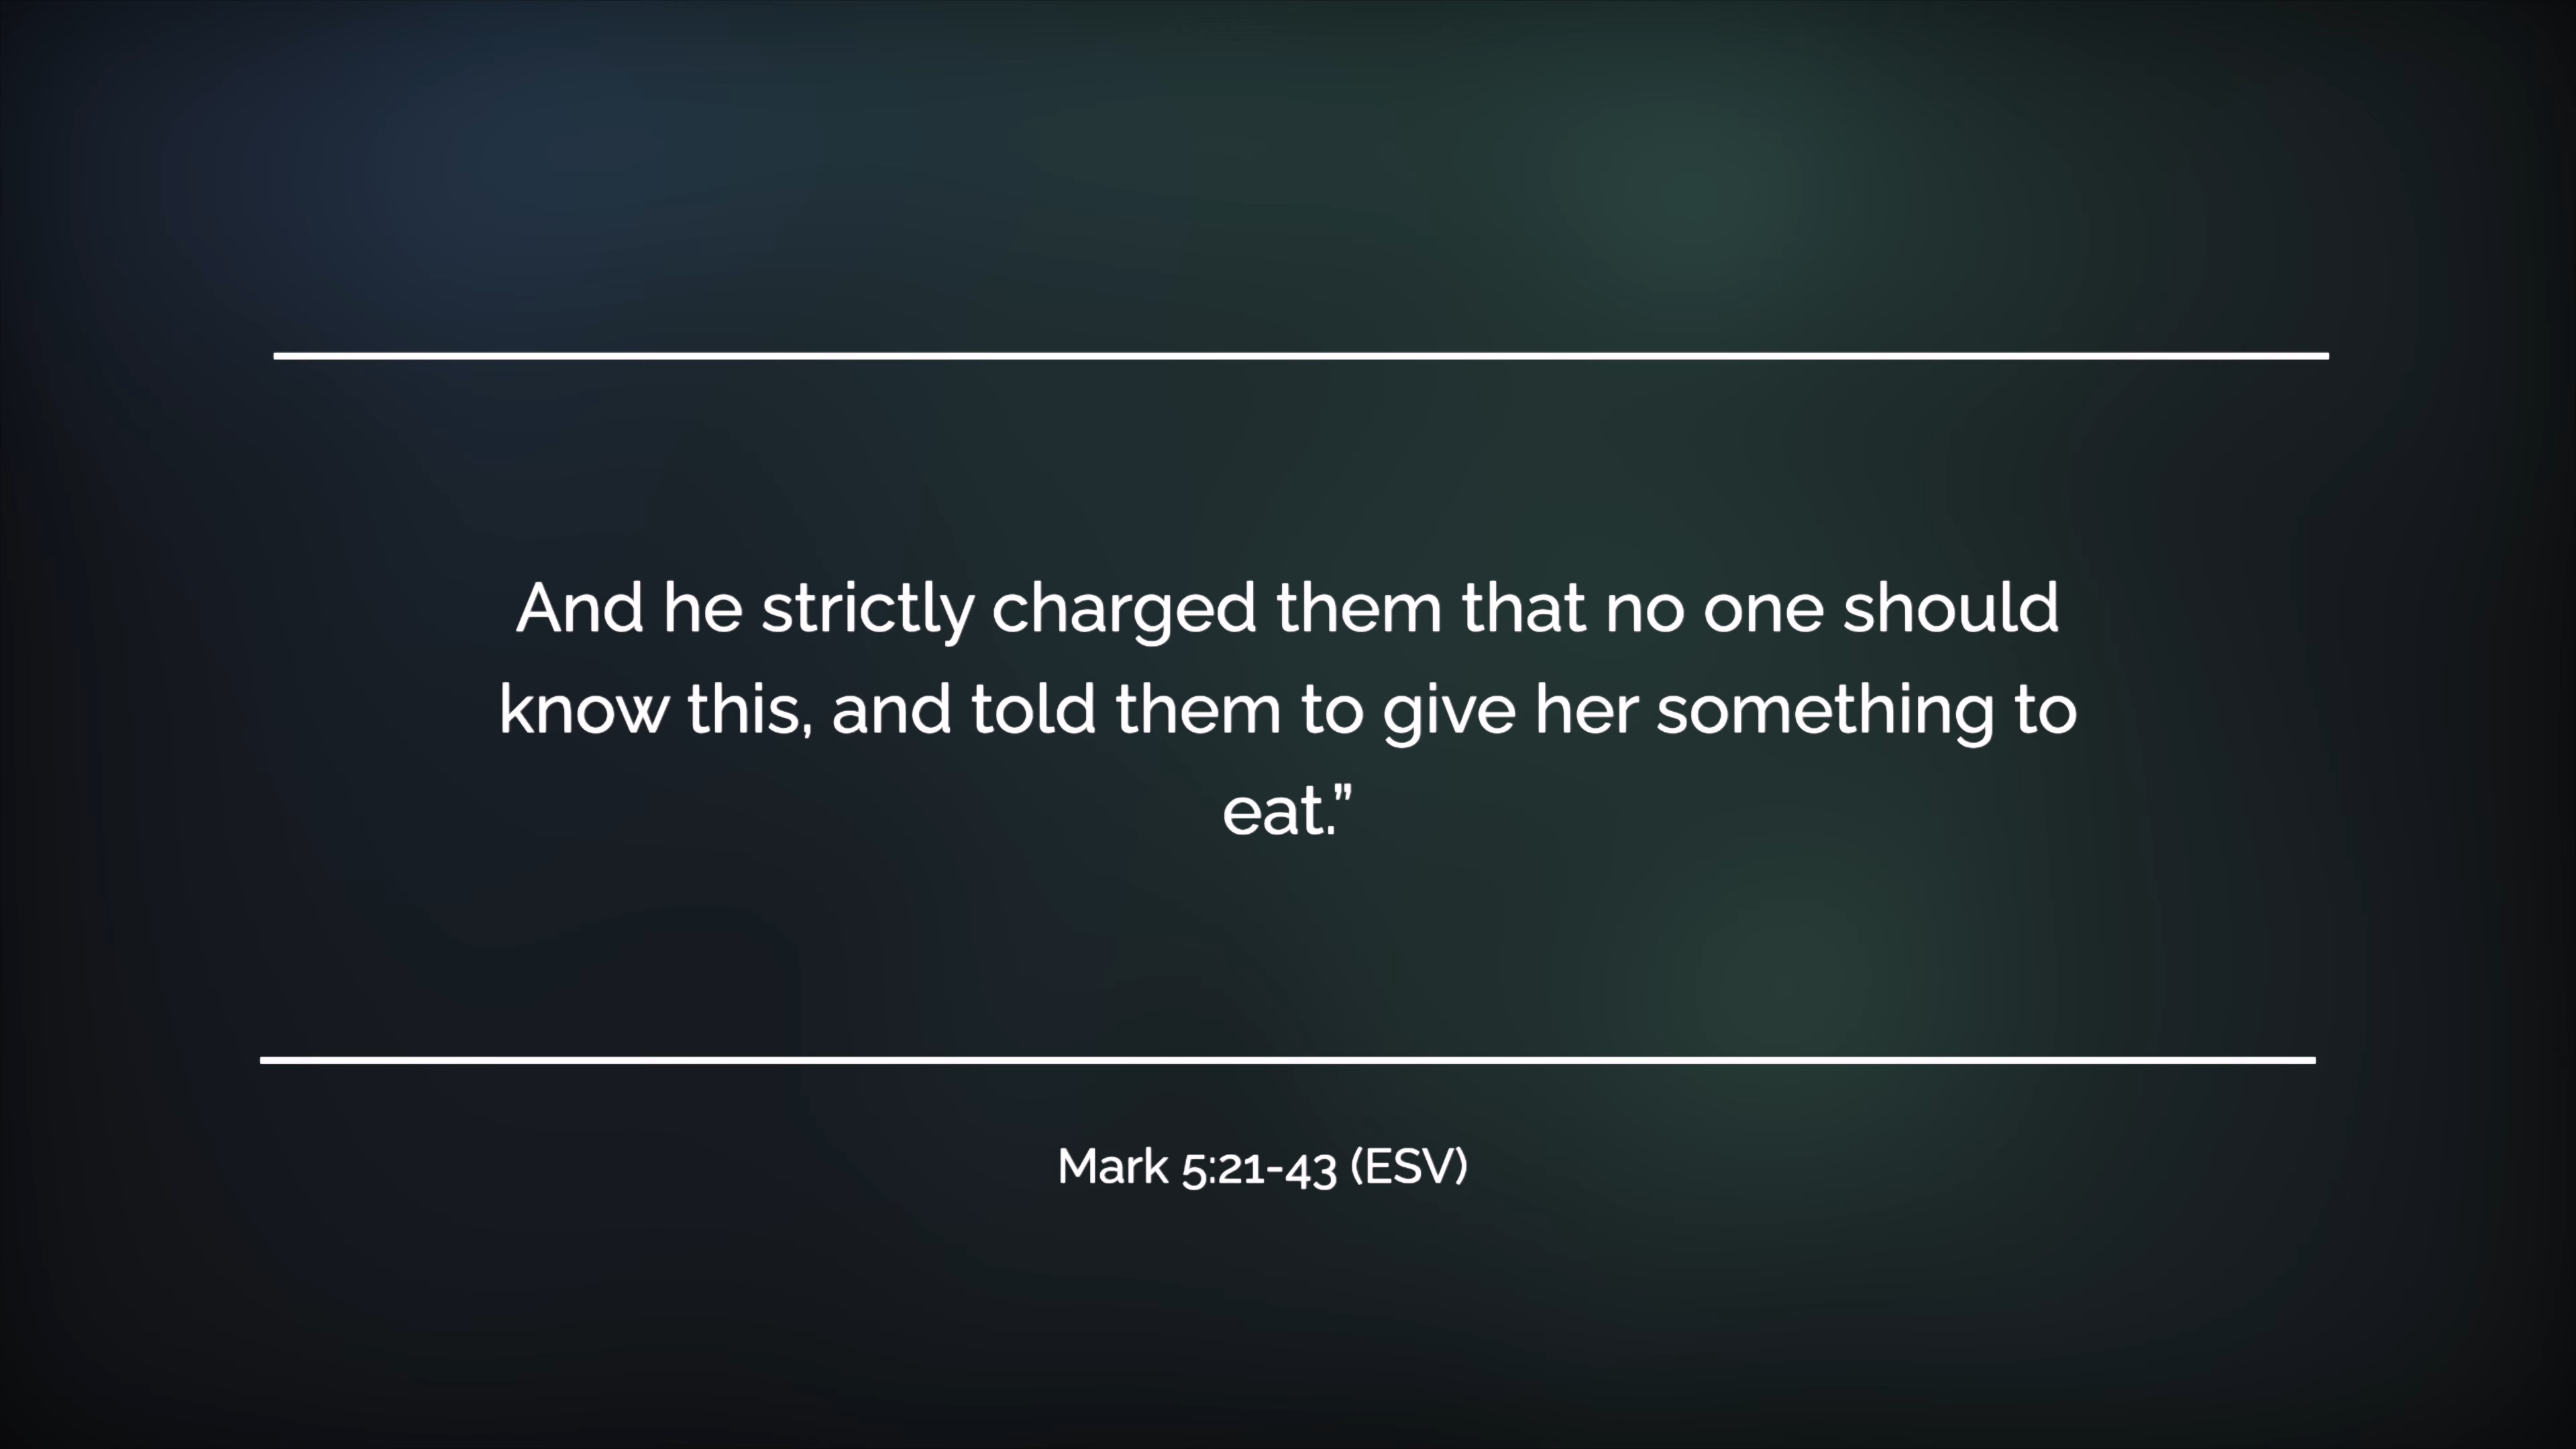 And he strictly charged them that no one should
know this, and told them to give her something to
eat.”
Mark 5:21-43 (ESV)